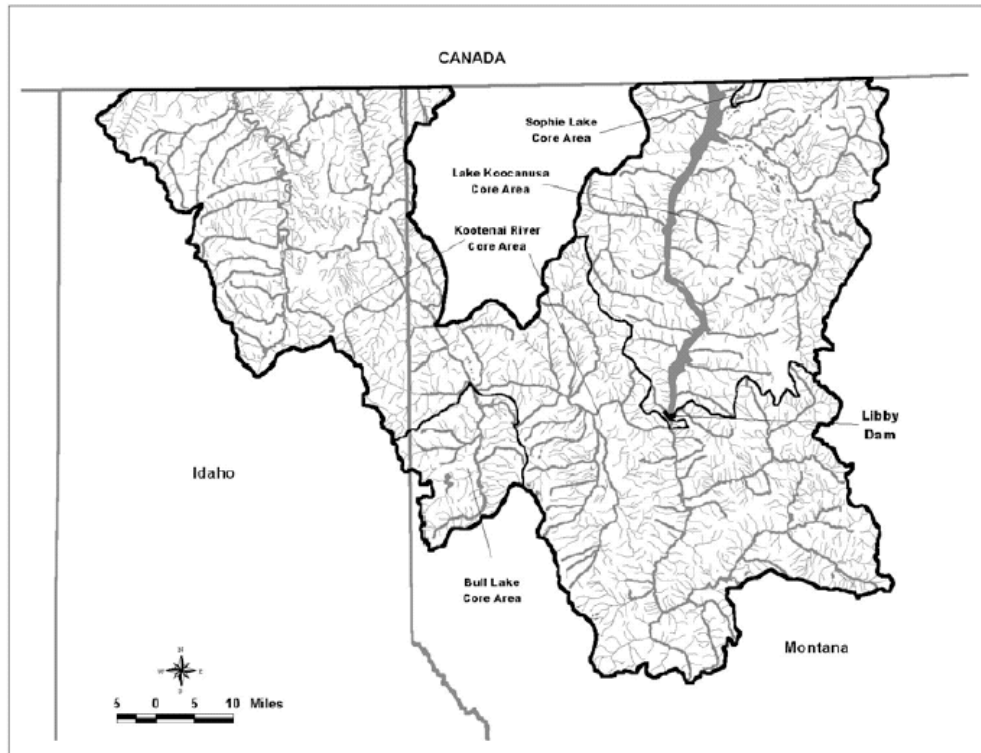 CANADA
Sophie Lake
Core Area
Lake Koocanusa
Core Area
Kootenai River
Core Area
Libby
Dam
Idaho
Bull Lake
Core Area
Montana
N
W E
S
5 0 5 10 Miles